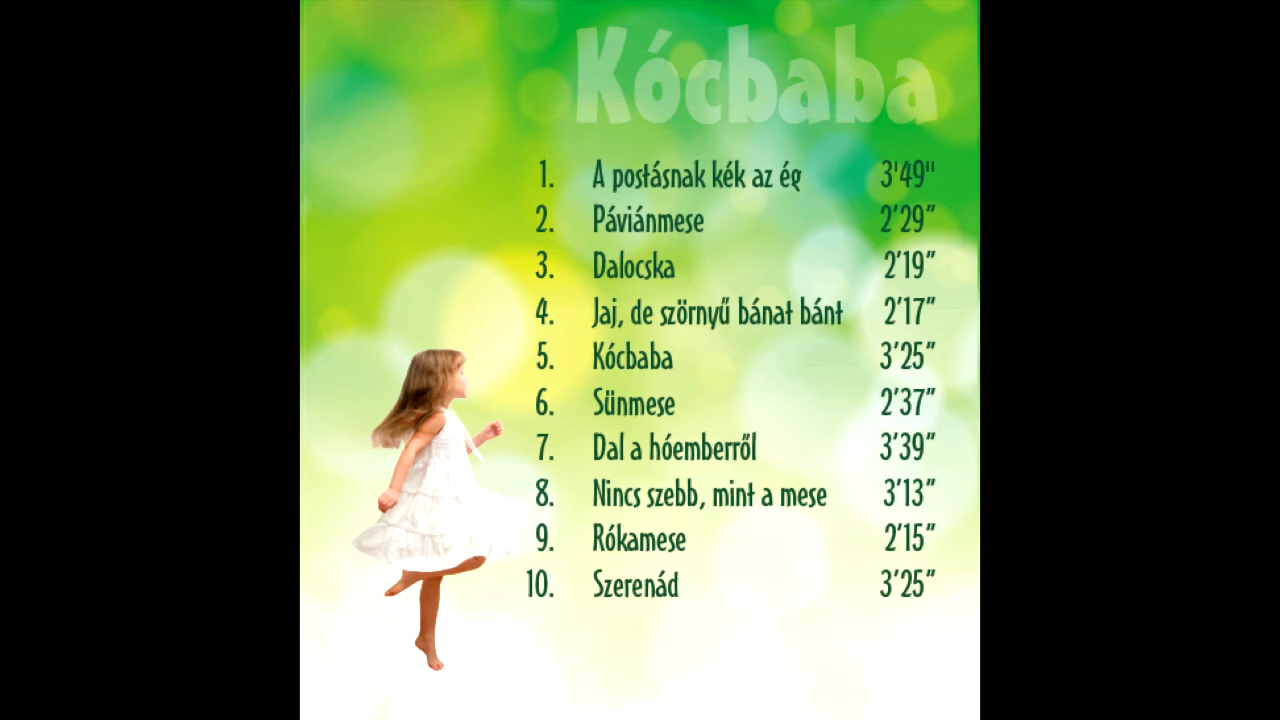 Kócbaba
1. A postásnak kék az ég 3'49"
2. Páviánmese 2'29”
3. Dalocska 2'19”
4. Jaj, de szörnyű bánat bánt 2'17”
5. Kócbaba 3'25”
6. Sünmese 2'37”
7. Dal a hóemberről 3'39”
8. Nincs szebb, mint a mese 3'13”
9. Rókamese 2'15”
10. Szerenád 3'25”